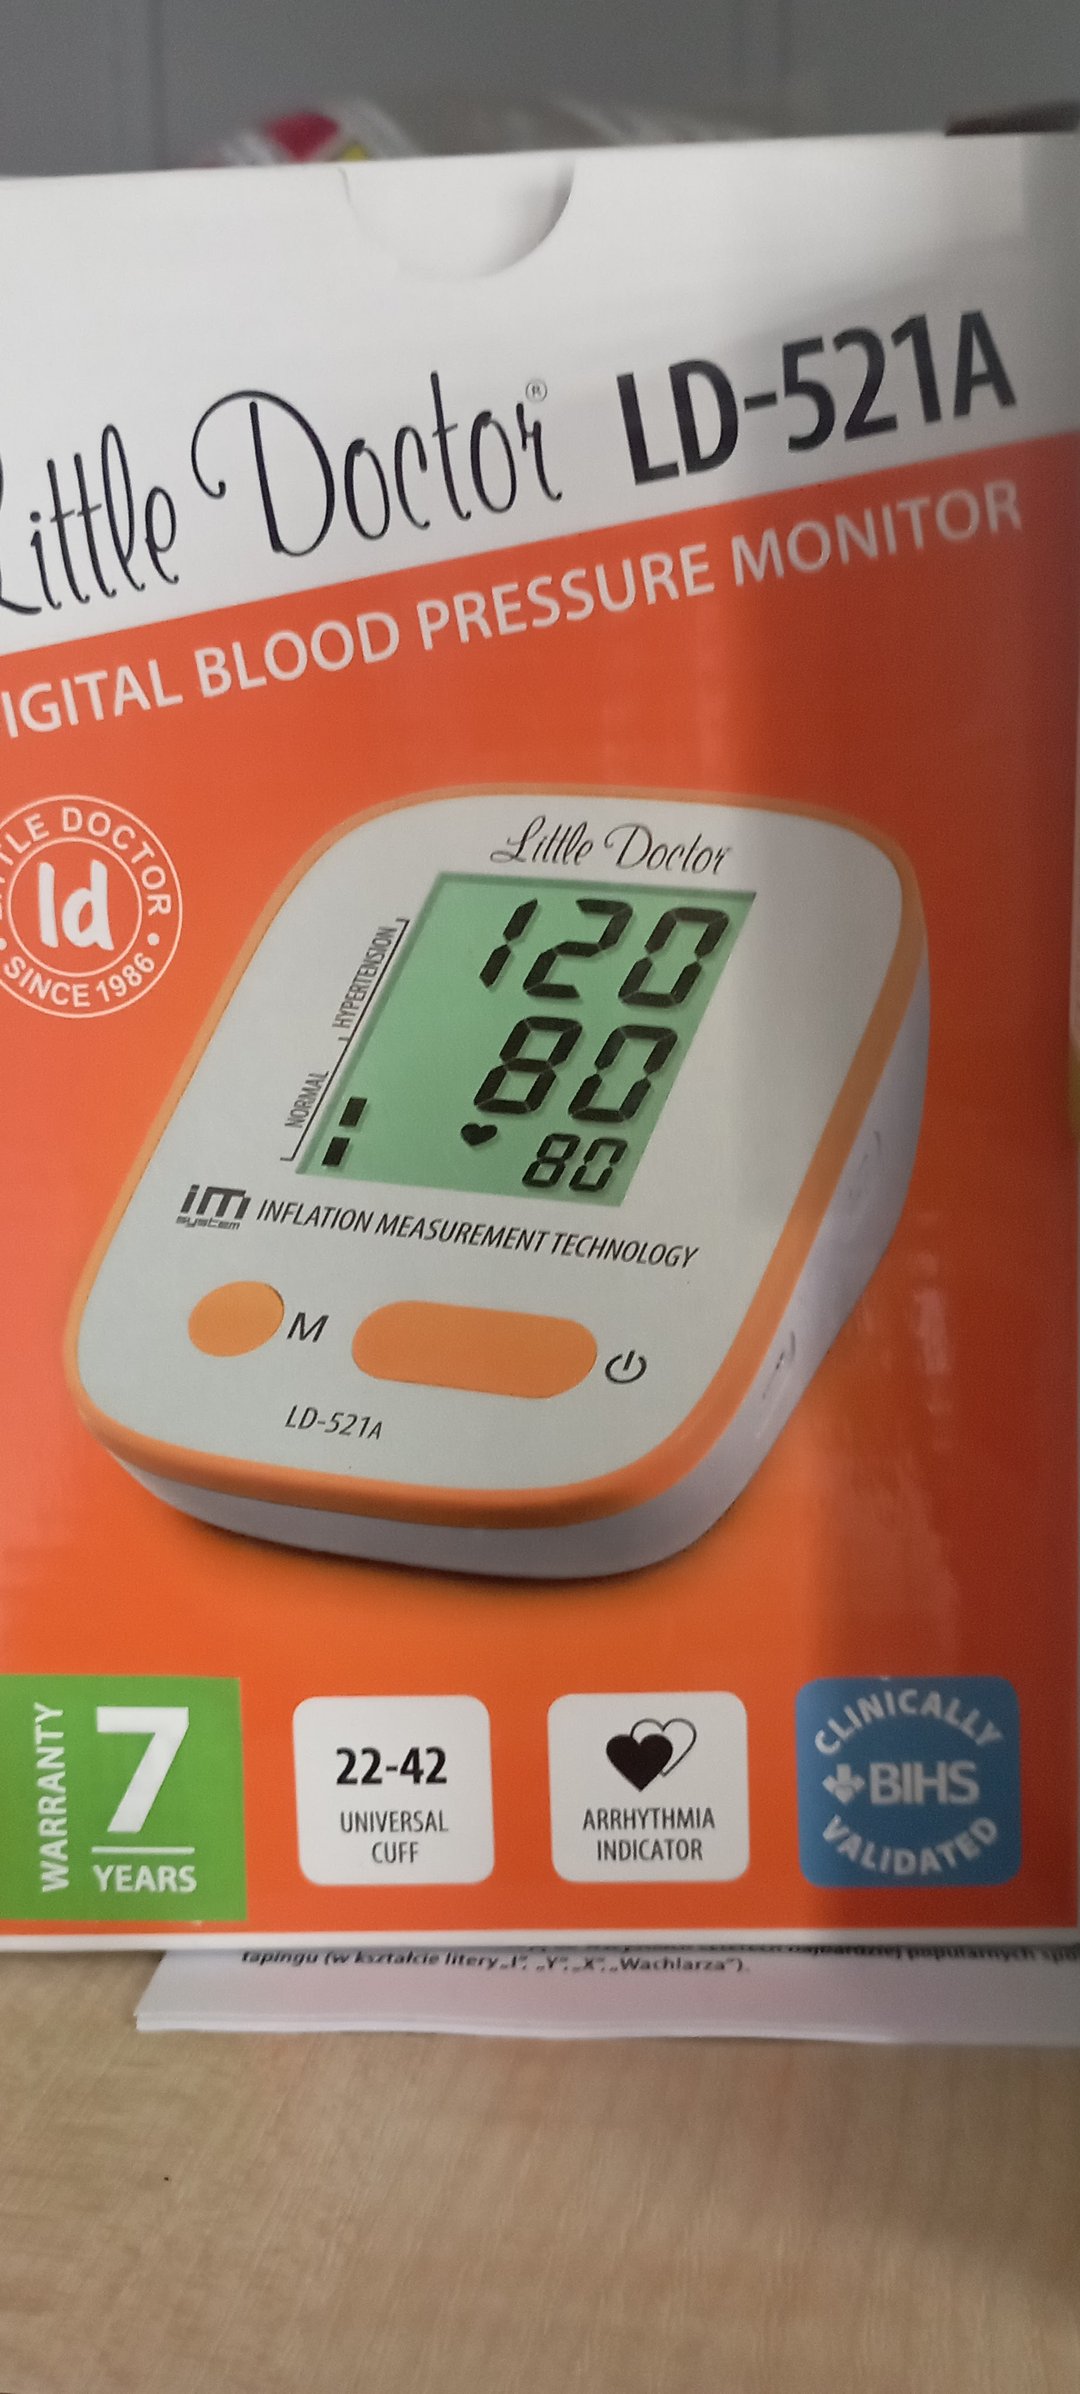 Little Doctor® LD-521A
IGITAL BLOOD PRESSURE MONITOR
LITTLE DOCTOR
ld
• SINCE 1986 •
Little Doctor
120
HYPERTENSION
80
NORMAL
80
iM system INFLATION MEASUREMENT TECHNOLOGY
M
LD-521A
WARRANTY
7
YEARS
22-42
UNIVERSAL
CUFF
ARRHYTHMIA
INDICATOR
CLINICALLY
BIHS
VALIDATED
najbardziej popularnych
tapingu (w kształcie litery „I”, „Y”, „X”, „Wachlarza”).